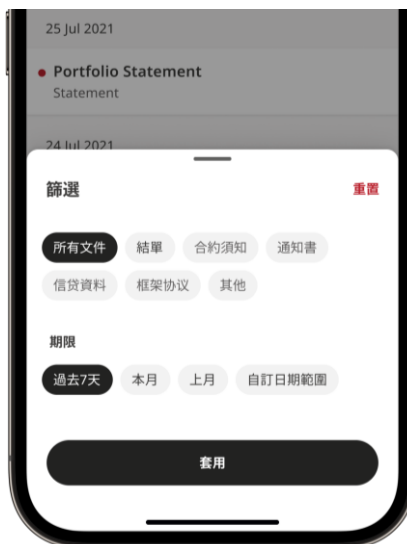 25 Jul 2021
Portfolio Statement
Statement
24 Jul 2021
篩選 重置
所有文件 結單 合約須知 通知書
信贷資料 框架协议 其他
期限
過去7天 本月 上月 自訂日期範圍
套用